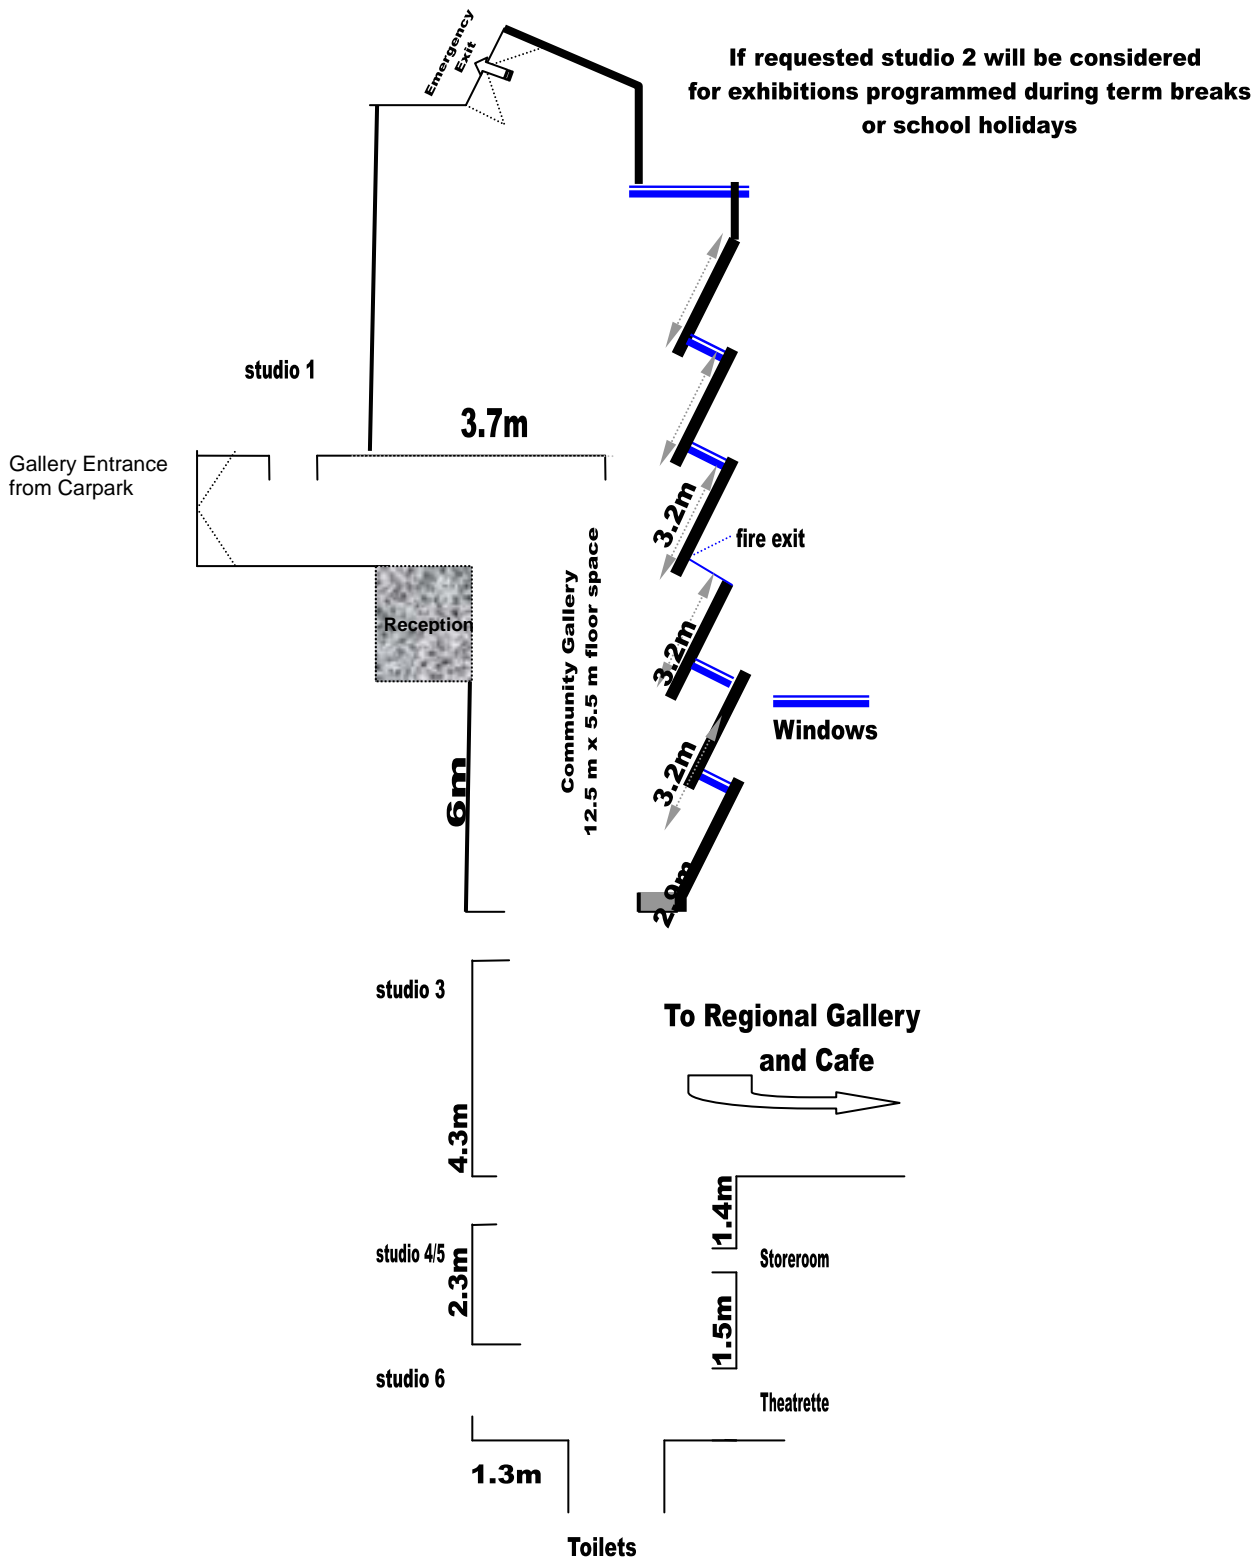 Emergency
Exit
If requested studio 2 will be considered
for exhibitions programmed during term breaks
or school holidays
studio 1
3.7m
Gallery Entrance
from Carpark
3.2m
fire exit
Reception
Community Gallery
12.5 m x 5.5 m floor space
3.2m
Windows
6m
3.2m
2.9m
studio 3
To Regional Gallery
and Cafe
4.3m
1.4m
studio 4/5
2.3m
Storeroom
1.5m
studio 6
Theatrette
1.3m
Toilets